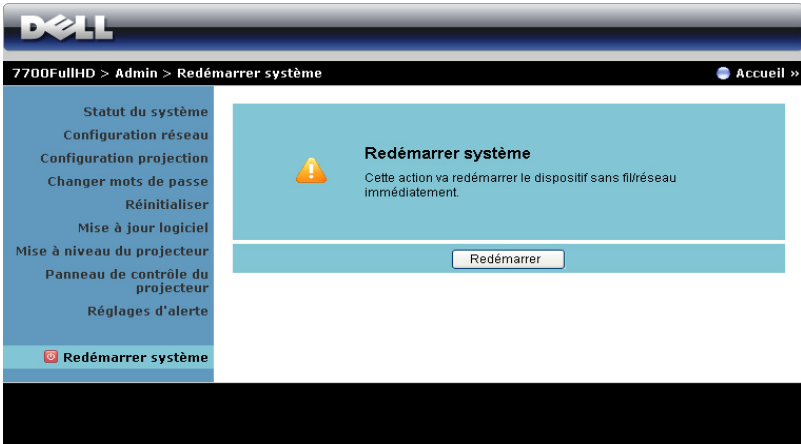 DELL
7700FullHD > Admin > Redémarrer système
Accueil »
Statut du système
Configuration réseau
Configuration projection
Changer mots de passe
Réinitialiser
Mise à jour logiciel
Mise à niveau du projecteur
Panneau de contrôle du
projecteur
Réglages d'alerte
Redémarrer système
Redémarrer système
Cette action va redémarrer le dispositif sans fil/réseau
immédiatement.
Redémarrer